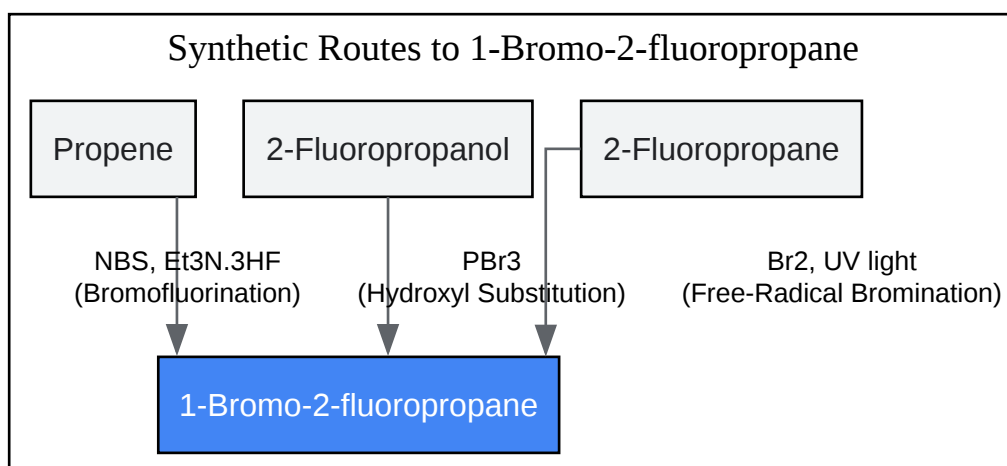 Synthetic Routes to 1-Bromo-2-fluoropropane
Propene
2-Fluoropropanol
2-Fluoropropane
NBS, Et3N.3HF
(Bromofluorination)
PBr3
(Hydroxyl Substitution)
Br2, UV light
(Free-Radical Bromination)
1-Bromo-2-fluoropropane